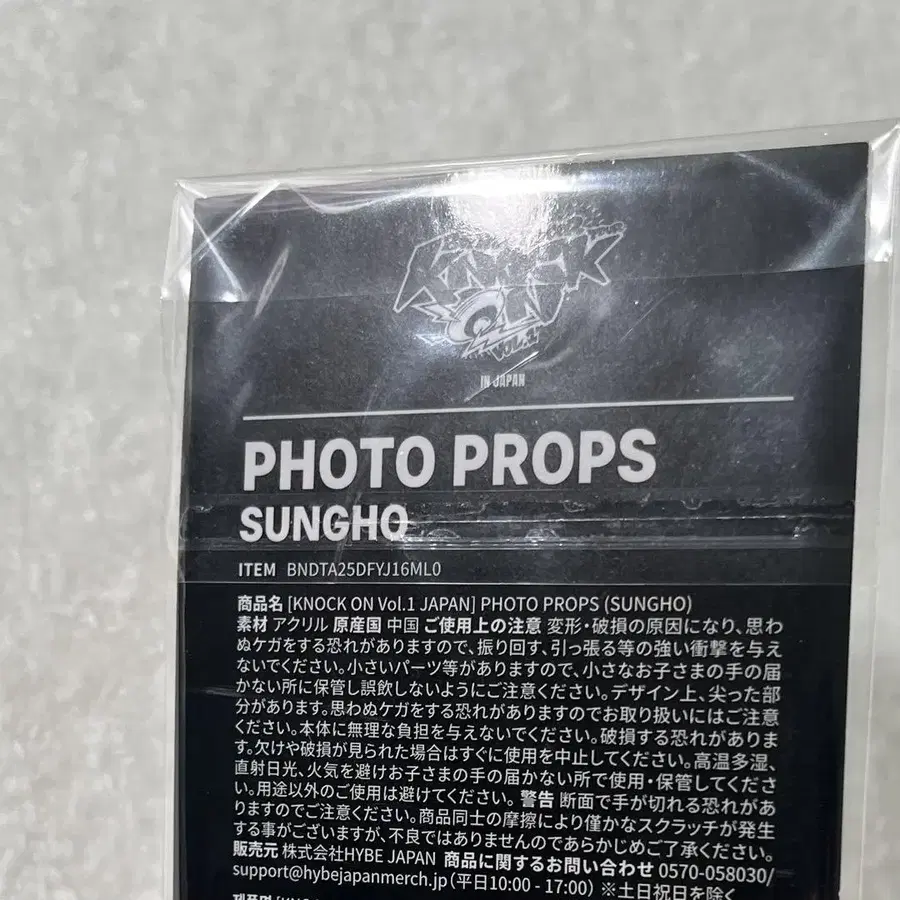 KNOCK
ON
VOL.1
IN JAPAN
PHOTO PROPS
SUNGHO
ITEM BNDTA25DFYJ16ML0
商品名 [KNOCK ON Vol.1 JAPAN] PHOTO PROPS (SUNGHO)
素材 アクリル 原産国 中国 ご使用上の注意 変形・破損の原因になり、思わ
ぬケガをする恐れがありますので、振り回す、引っ張る等の強い衝撃を与え
ないでください。小さいパーツ等がありますので、小さなお子さまの手の届
かない所に保管し誤飲しないようにご注意ください。デザイン上、尖った部
分があります。思わぬケガをする恐れがありますのでお取り扱いにはご注意
ください。本体に無理な負担を与えないでください。破損する恐れがありま
す。欠けや破損が見られた場合はすぐに使用を中止してください。高温多湿、
直射日光、火気を避けお子さまの手の届かない所で使用・保管してくださ
い。用途以外のご使用は避けてください。 警告 断面で手が切れる恐れがあ
りますのでご注意ください。商品同士の摩擦により僅かなスクラッチが発生
する事がございますが、不良ではありませんのであらかじめご了承ください。
販売元 株式会社HYBE JAPAN 商品に関するお問い合わせ 0570-058030/
support@hybejapanmerch.jp (平日10:00 - 17:00) ※土日祝日を除く